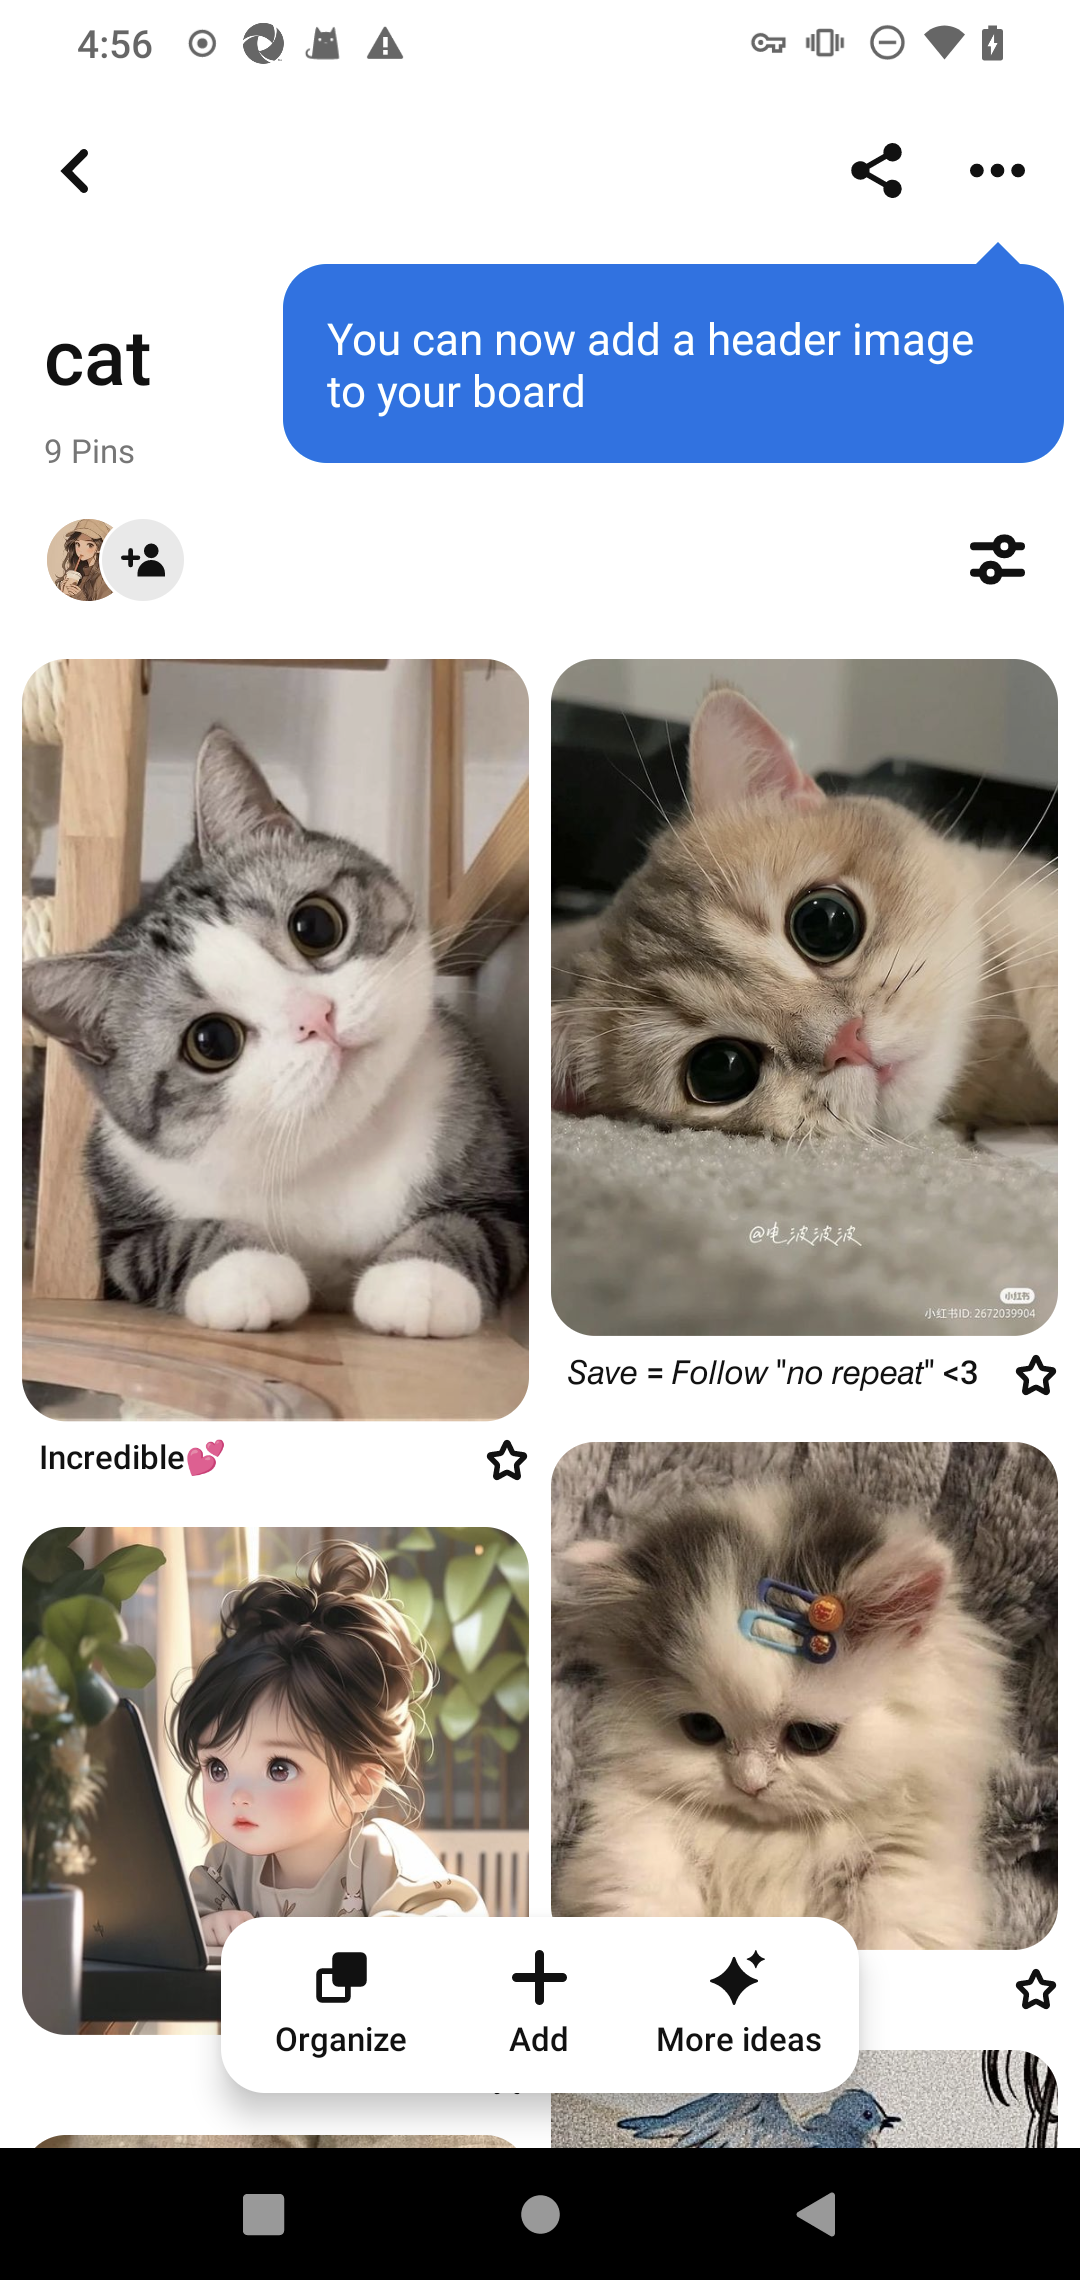 4:56
You can now add a header image
to your board
cat
9 Pins
@电波波波
小红书
小红书ID: 2672039904
Save = Follow "no repeat" <3
Incredible💕
Organize
Add
More ideas